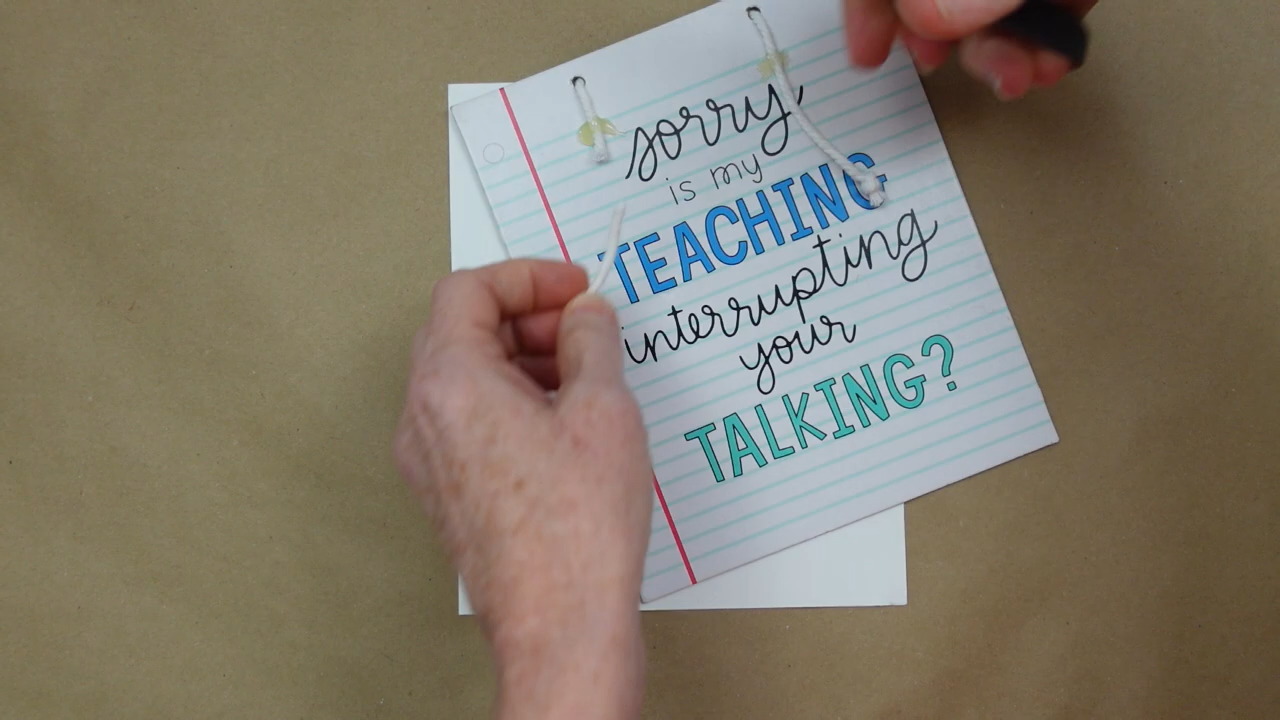 sorry,
is my
TEACHING
interrupting
your
TALKING?